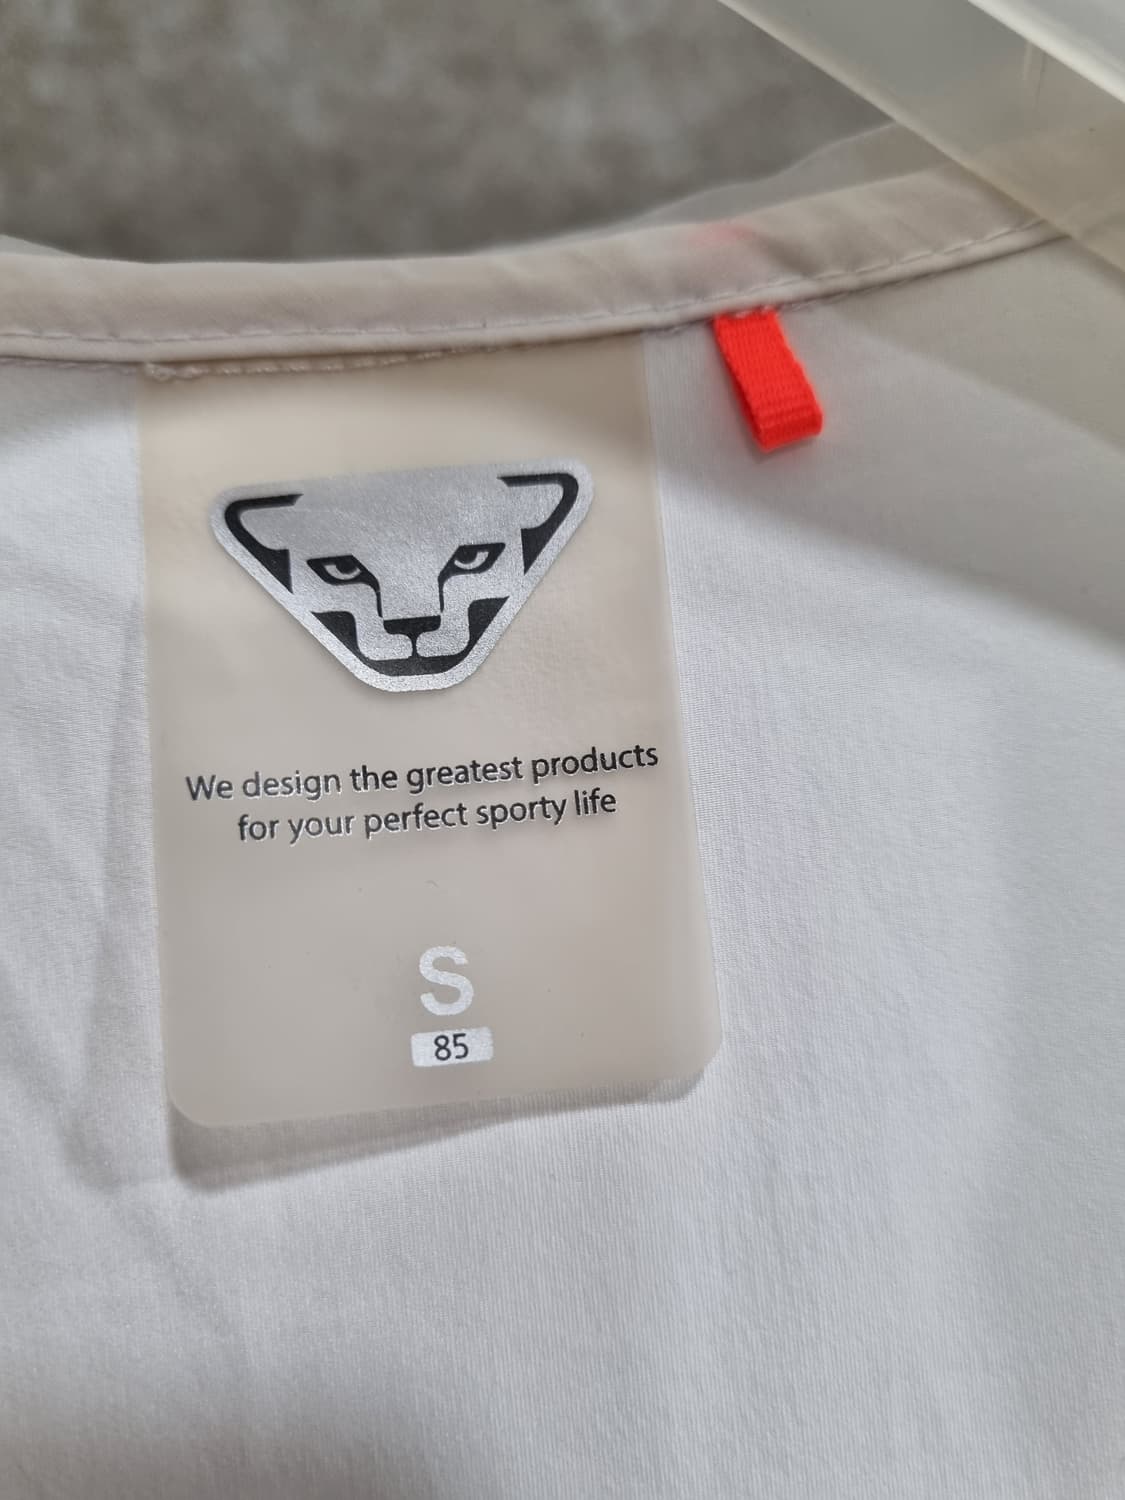 We design the greatest products
for your perfect sporty life
S
85